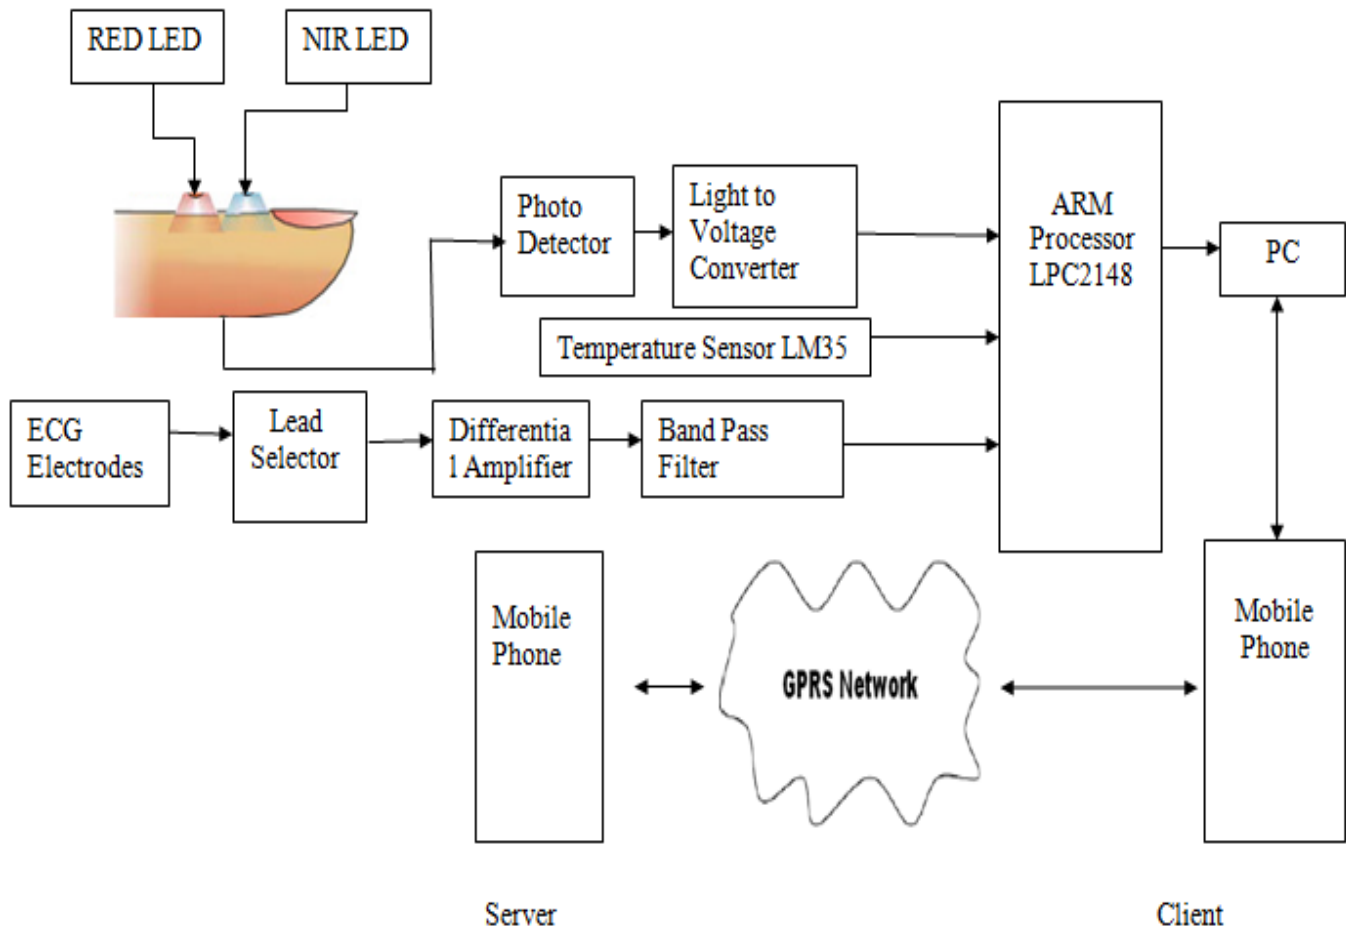 RED LED
NIR LED
Photo
Detector
Light to
Voltage
Converter
ARM
Processor
LPC2148
PC
Temperature Sensor LM35
ECG
Electrodes
Lead
Selector
Differentia
l Amplifier
Band Pass
Filter
Mobile
Phone
GPRS Network
Mobile
Phone
Server
Client